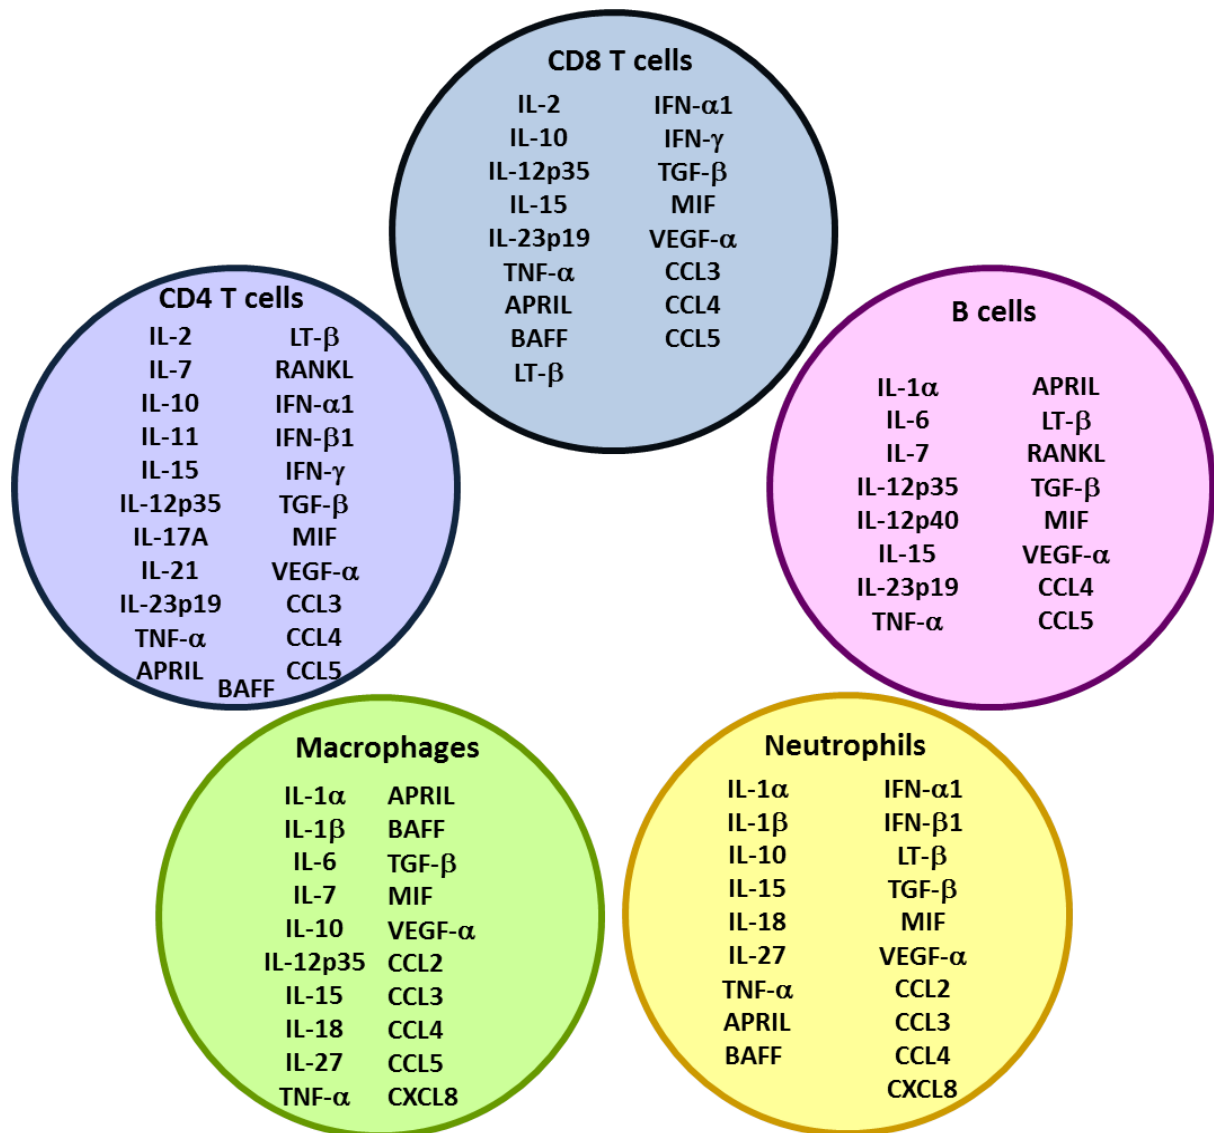 CD8 T cells
IL-2 IFN-α1
IL-10 IFN-γ
IL-12p35 TGF-β
IL-15 MIF
IL-23p19 VEGF-α
TNF-α CCL3
APRIL CCL4
BAFF CCL5
LT-β
CD4 T cells
IL-2 LT-β
IL-7 RANKL
IL-10 IFN-α1
IL-11 IFN-β1
IL-15 IFN-γ
IL-12p35 TGF-β
IL-17A MIF
IL-21 VEGF-α
IL-23p19 CCL3
TNF-α CCL4
APRIL CCL5
BAFF
B cells
IL-1α APRIL
IL-6 LT-β
IL-7 RANKL
IL-12p35 TGF-β
IL-12p40 MIF
IL-15 VEGF-α
IL-23p19 CCL4
TNF-α CCL5
Macrophages
IL-1α APRIL
IL-1β BAFF
IL-6 TGF-β
IL-7 MIF
IL-10 VEGF-α
IL-12p35 CCL2
IL-15 CCL3
IL-18 CCL4
IL-27 CCL5
TNF-α CXCL8
Neutrophils
IL-1α IFN-α1
IL-1β IFN-β1
IL-10 LT-β
IL-15 TGF-β
IL-18 MIF
IL-27 VEGF-α
TNF-α CCL2
APRIL CCL3
BAFF CCL4
CXCL8